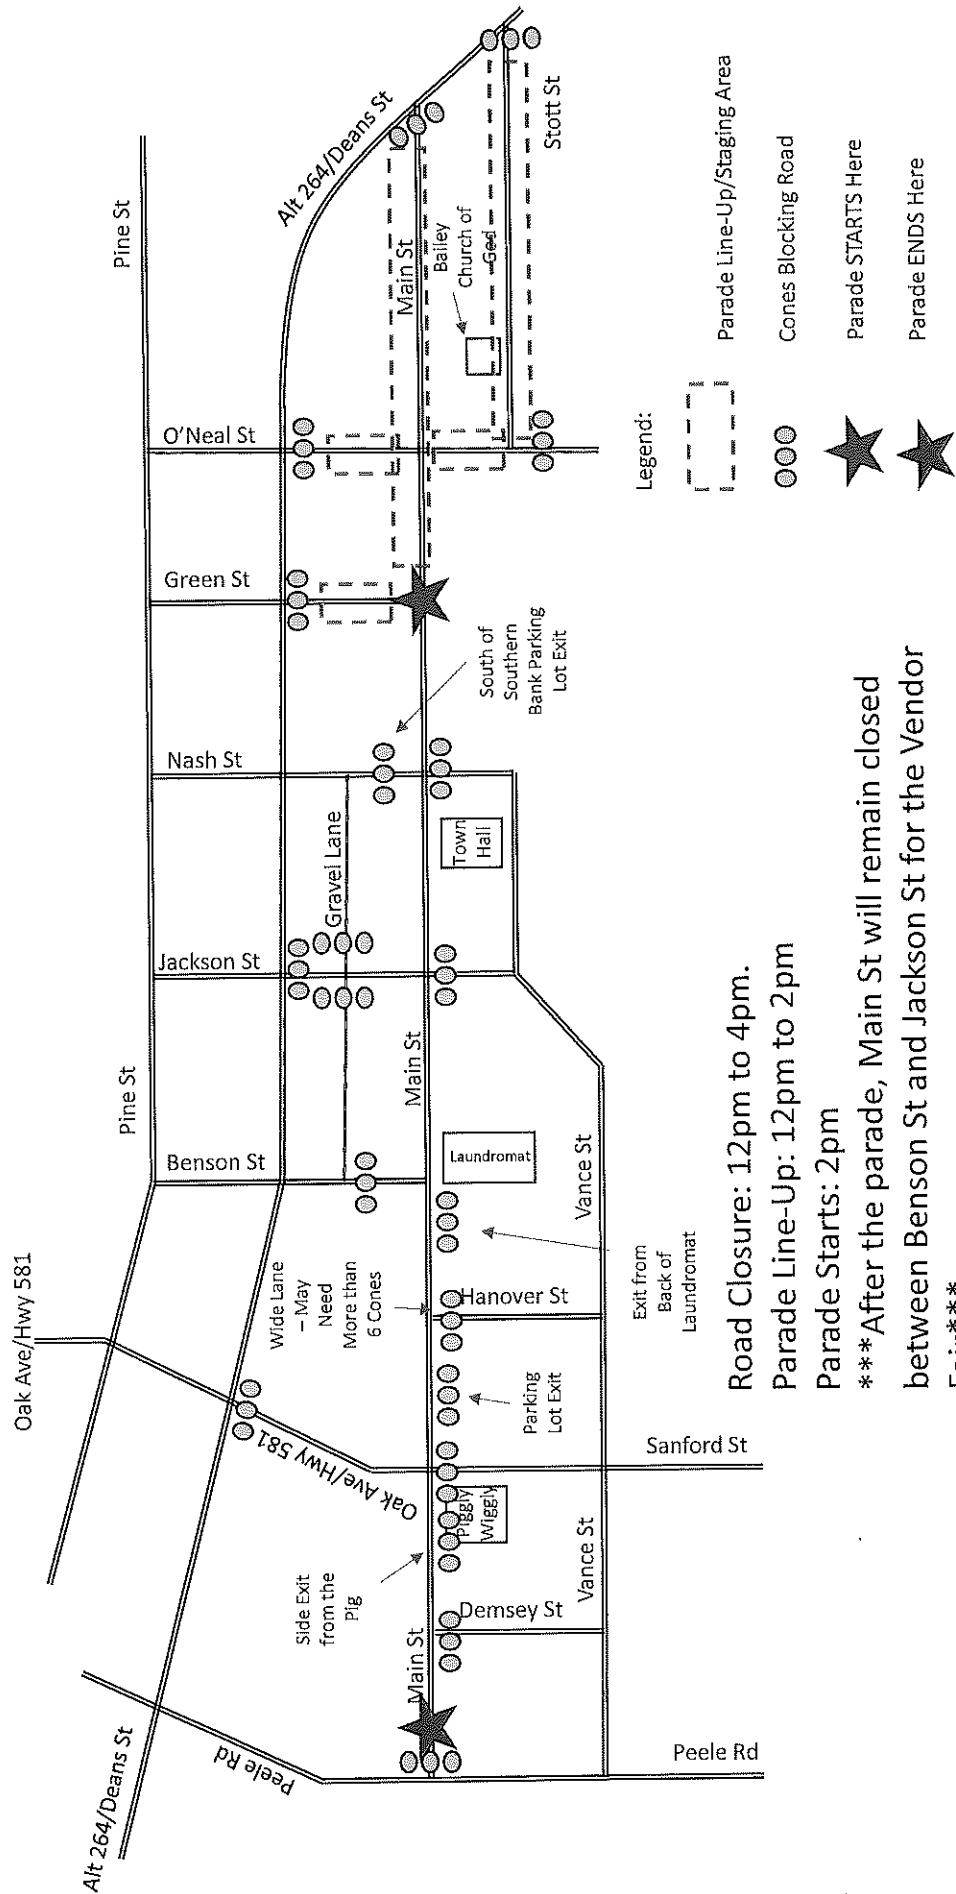 Oak Ave/Hwy 581
Pine St
Pine St
Alt 264/Deans St
Peele Rd
Oak Ave/Hwy 581
Benson St
Jackson St
Nash St
Green St
O'Neal St
Alt 264/Deans St
Gravel Lane
Side Exit
from the
Pig
Wide Lane
– May
Need
More than
6 Cones
South of
Southern
Bank Parking
Lot Exit
Bailey
Church of
God
Main St
Main St
Main St
Demsey St
Piggly
Wiggly
Parking
Lot Exit
Hanover St
Exit from
Back of
Laundromat
Laundromat
Town
Hall
Stott St
Peele Rd
Vance St
Sanford St
Vance St
Road Closure: 12pm to 4pm.
Parade Line-Up: 12pm to 2pm
Parade Starts: 2pm
***After the parade, Main St will remain closed
between Benson St and Jackson St for the Vendor
Legend:
Parade Line-Up/Staging Area
Cones Blocking Road
Parade STARTS Here
Parade ENDS Here